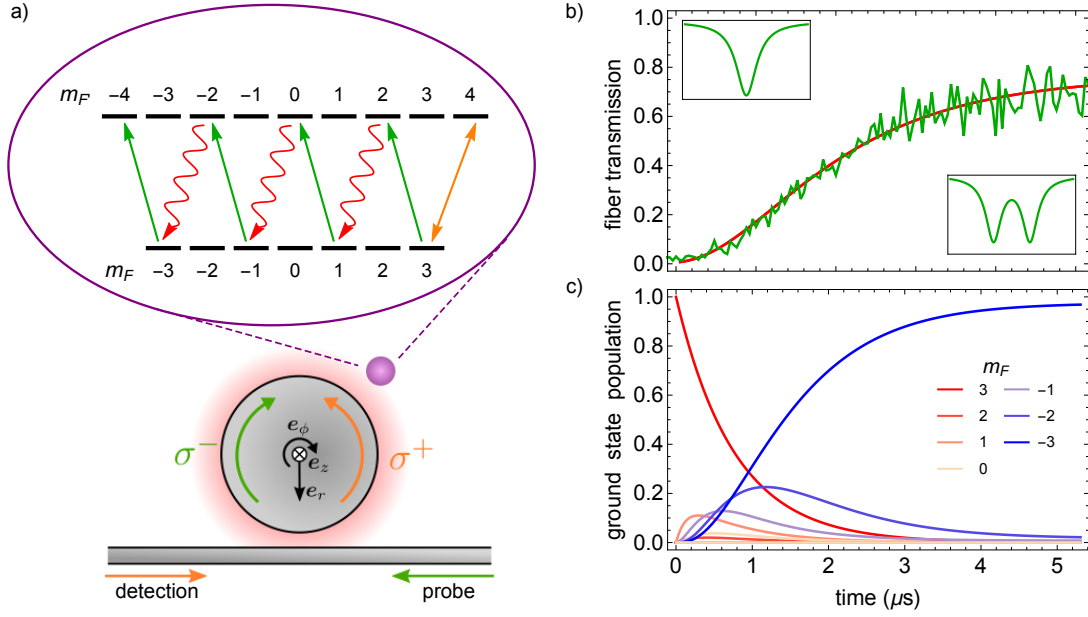 a)
m_F' -4 -3 -2 -1 0 1 2 3 4
m_F -3 -2 -1 0 1 2 3
σ⁻
σ⁺
e_ϕ
e_z
e_r
detection
probe
b)
fiber transmission
1.0
0.8
0.6
0.4
0.2
0.0
c)
ground state population
1.0
0.8
0.6
0.4
0.2
0.0
m_F
3 -1
2 -2
1 -3
0
0 1 2 3 4 5
time (μs)